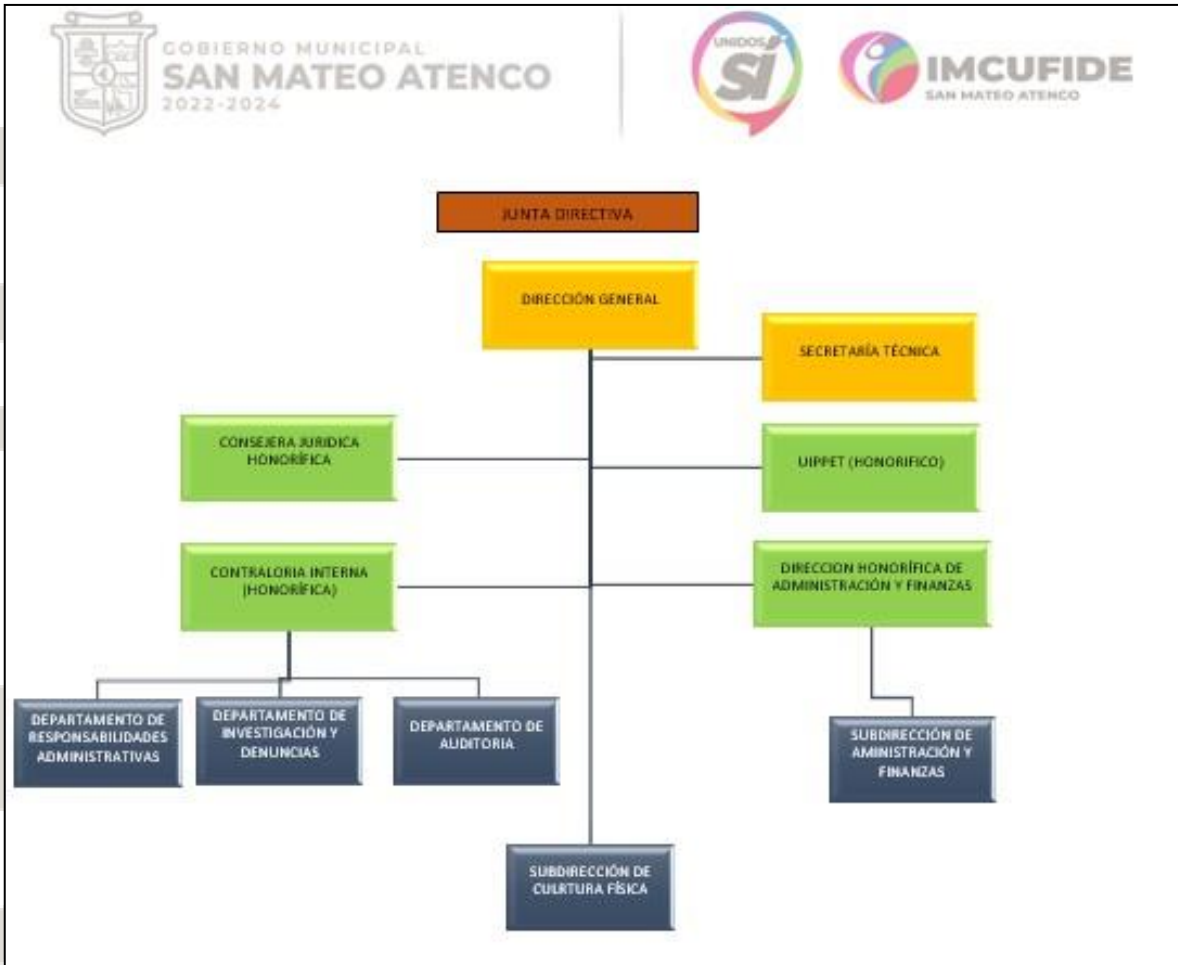 GOBIERNO MUNICIPAL
SAN MATEO ATENCO
2022-2024
UNIDOS
SÍ
IMCUFIDE
SAN MATEO ATENCO
JUNTA DIRECTIVA
DIRECCIÓN GENERAL
SECRETARÍA TÉCNICA
CONSEJERA JURIDICA
HONORÍFICA
UIPPET (HONORIFICO)
CONTRALORIA INTERNA
(HONORÍFICA)
DIRECCION HONORÍFICA DE
ADMINISTRACIÓN Y FINANZAS
DEPARTAMENTO DE
RESPONSABILIDADES
ADMINISTRATIVAS
DEPARTAMENTO DE
INVESTIGACIÓN Y
DENUNCIAS
DEPARTAMENTO DE
AUDITORIA
SUBDIRECCIÓN DE
AMINISTRACIÓN Y
FINANZAS
SUBDIRECCIÓN DE
CULRTURA FÍSICA